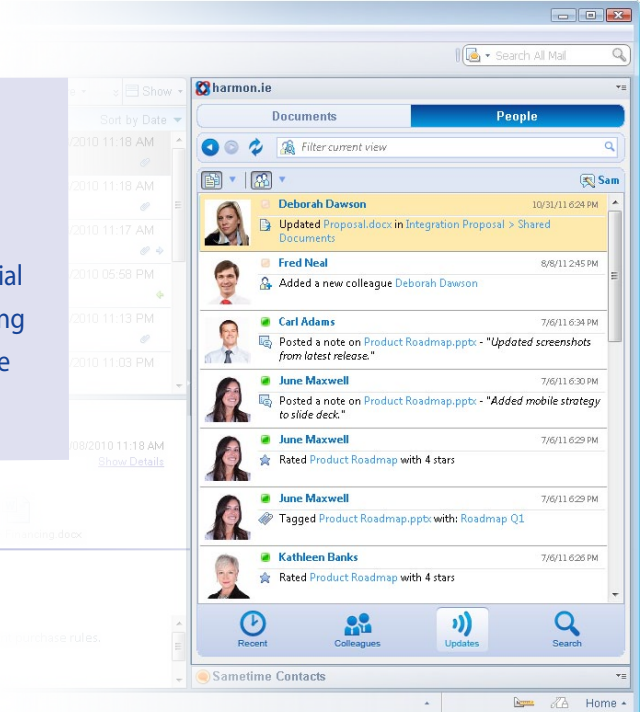 Search All Mail
Show
harmon.ie
Documents
People
Sort by Date
/2010 11:18 AM
Filter current view
/2010 11:18 AM
Sam
Deborah Dawson
10/31/11 6:24 PM
Updated Proposal.docx in Integration Proposal > Shared
Documents
/2010 11:17 AM
Fred Neal
8/8/11 2:45 PM
Added a new colleague Deborah Dawson
/2010 05:58 PM
ial
ng
e
Carl Adams
7/6/11 6:34 PM
Posted a note on Product Roadmap.pptx - "Updated screenshots
from latest release."
/2010 11:13 PM
/2010 11:03 PM
June Maxwell
7/6/11 6:30 PM
Posted a note on Product Roadmap.pptx - "Added mobile strategy
to slide deck."
June Maxwell
7/6/11 6:29 PM
Rated Product Roadmap with 4 stars
/08/2010 11:18 AM
Show Details
June Maxwell
7/6/11 6:29 PM
Tagged Product Roadmap.pptx with: Roadmap Q1
Kathleen Banks
7/6/11 6:26 PM
Rated Product Roadmap with 4 stars
Recent
Colleagues
Updates
Search
rules.
Sametime Contacts
Home